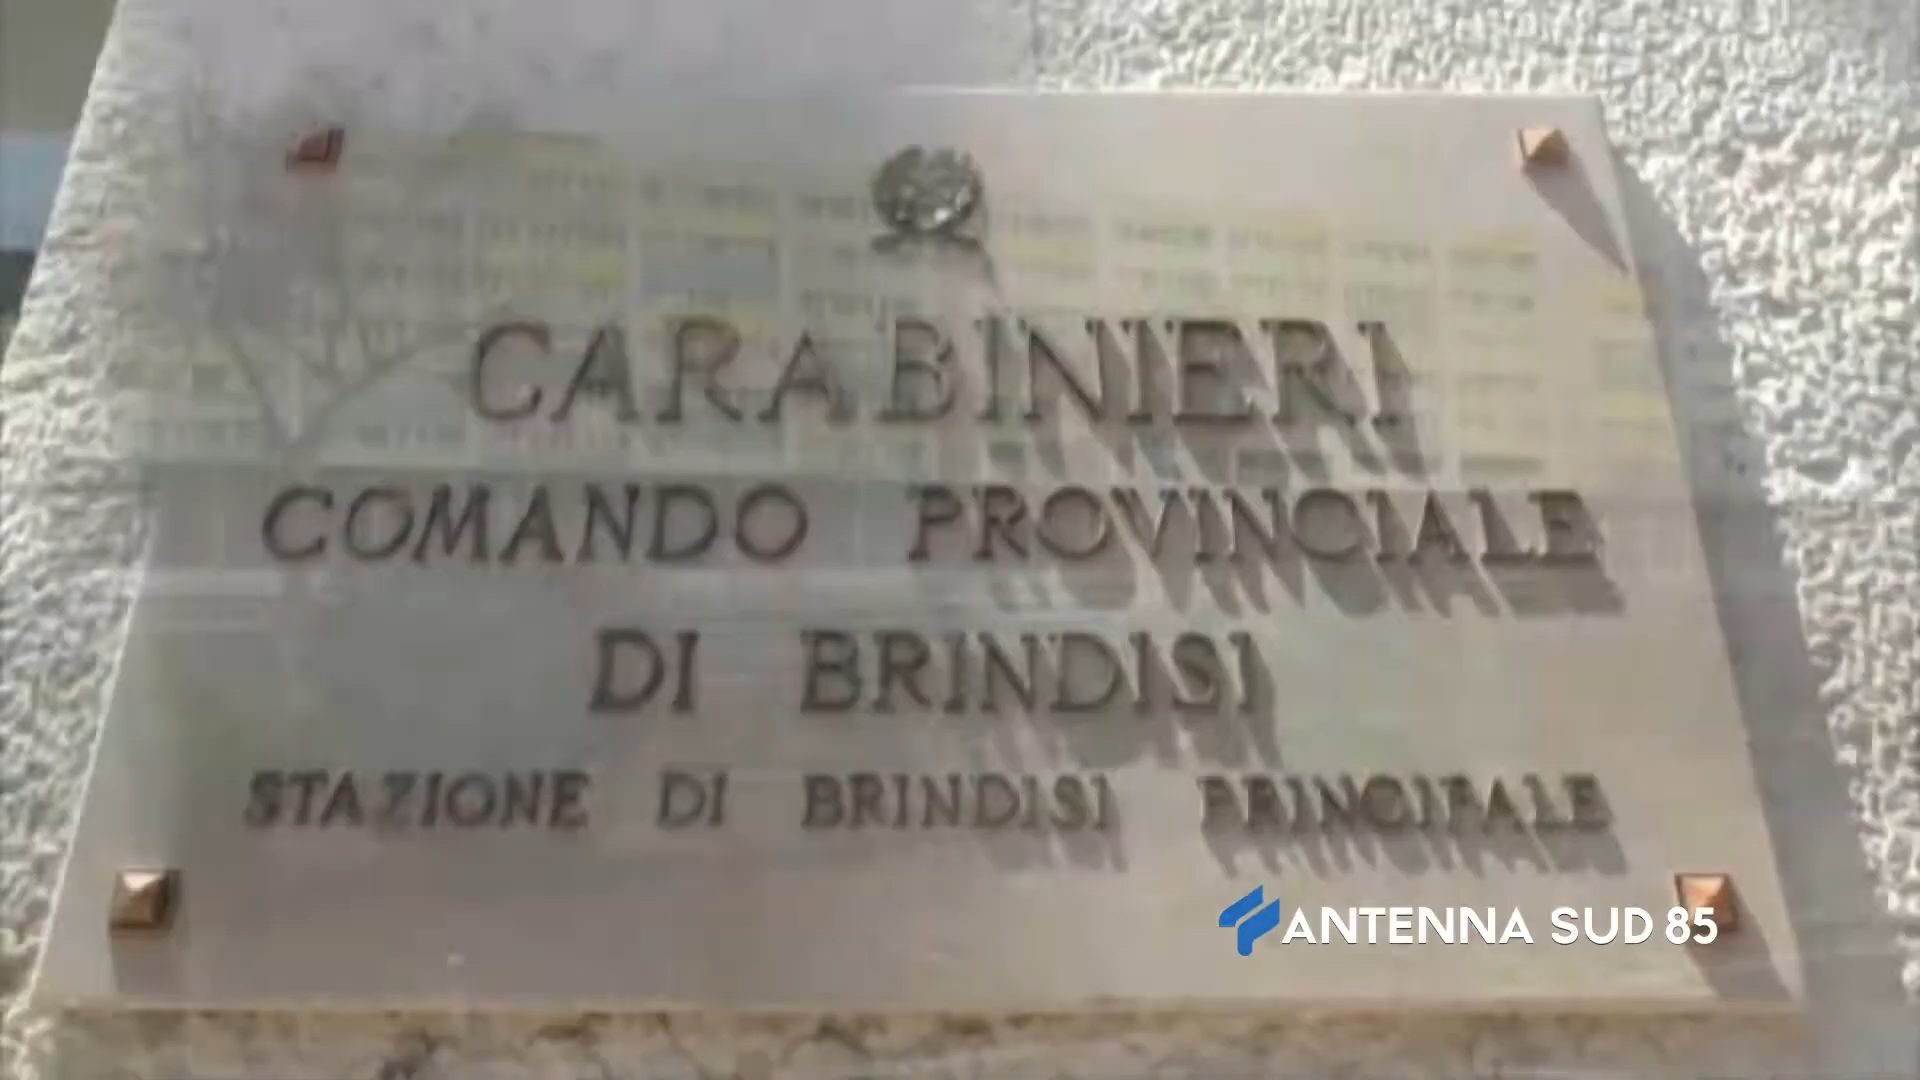 CARABINIERI
COMANDO PROVINCIALE
DI BRINDISI
STAZIONE DI BRINDISI PRINCIPALE
ANTENNA SUD 85